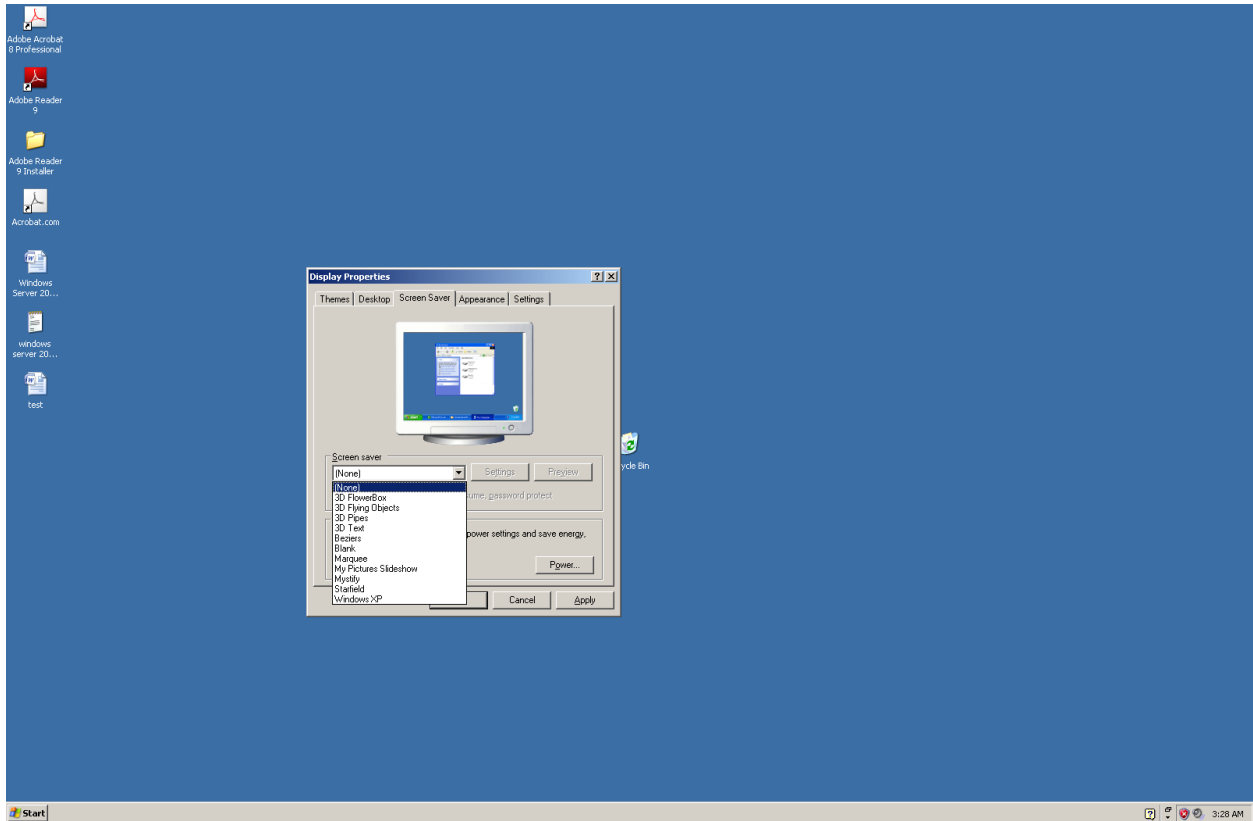 Adobe Acrobat
8 Professional
Adobe Reader
9
Adobe Reader
9 Installer
Acrobat.com
Windows
Server 20...
windows
server 20...
test
Display Properties
Themes Desktop Screen Saver Appearance Settings
Screen saver
(None) Settings Preview
(None)
3D FlowerBox
3D Flying Objects
3D Pipes
3D Text
Beziers
Blank
Marquee
My Pictures Slideshow
Mystify
Starfield
Windows XP
ume, password protect
power settings and save energy,
Power...
Cancel Apply
ycle Bin
Start 3:28 AM